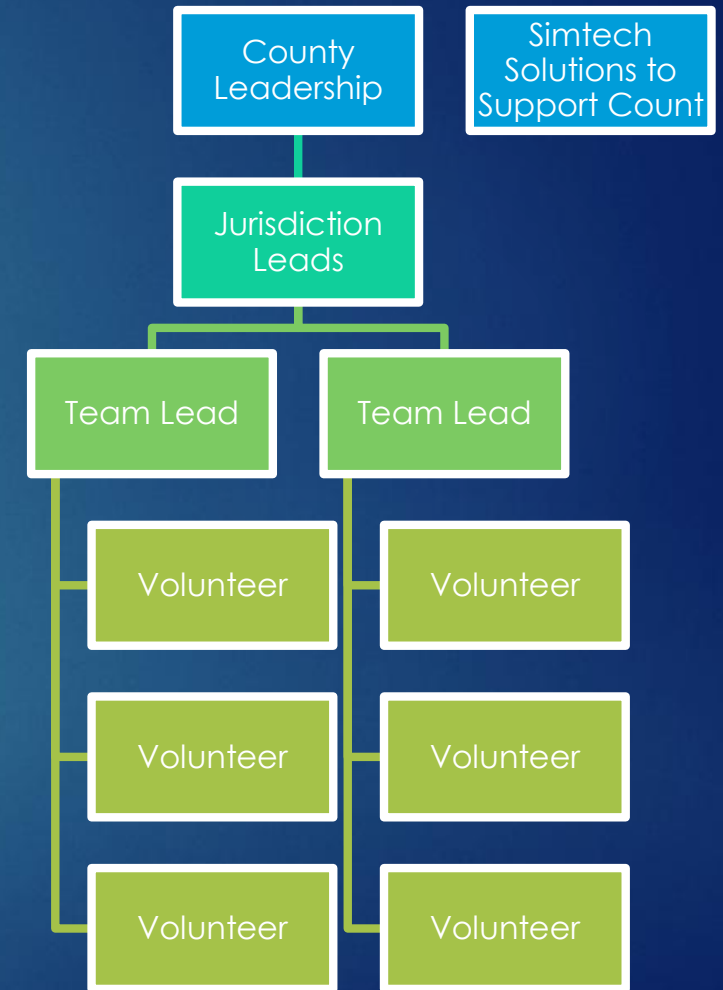 County
Leadership
Simtech
Solutions to
Support Count
Jurisdiction
Leads
Team Lead
Team Lead
Volunteer
Volunteer
Volunteer
Volunteer
Volunteer
Volunteer